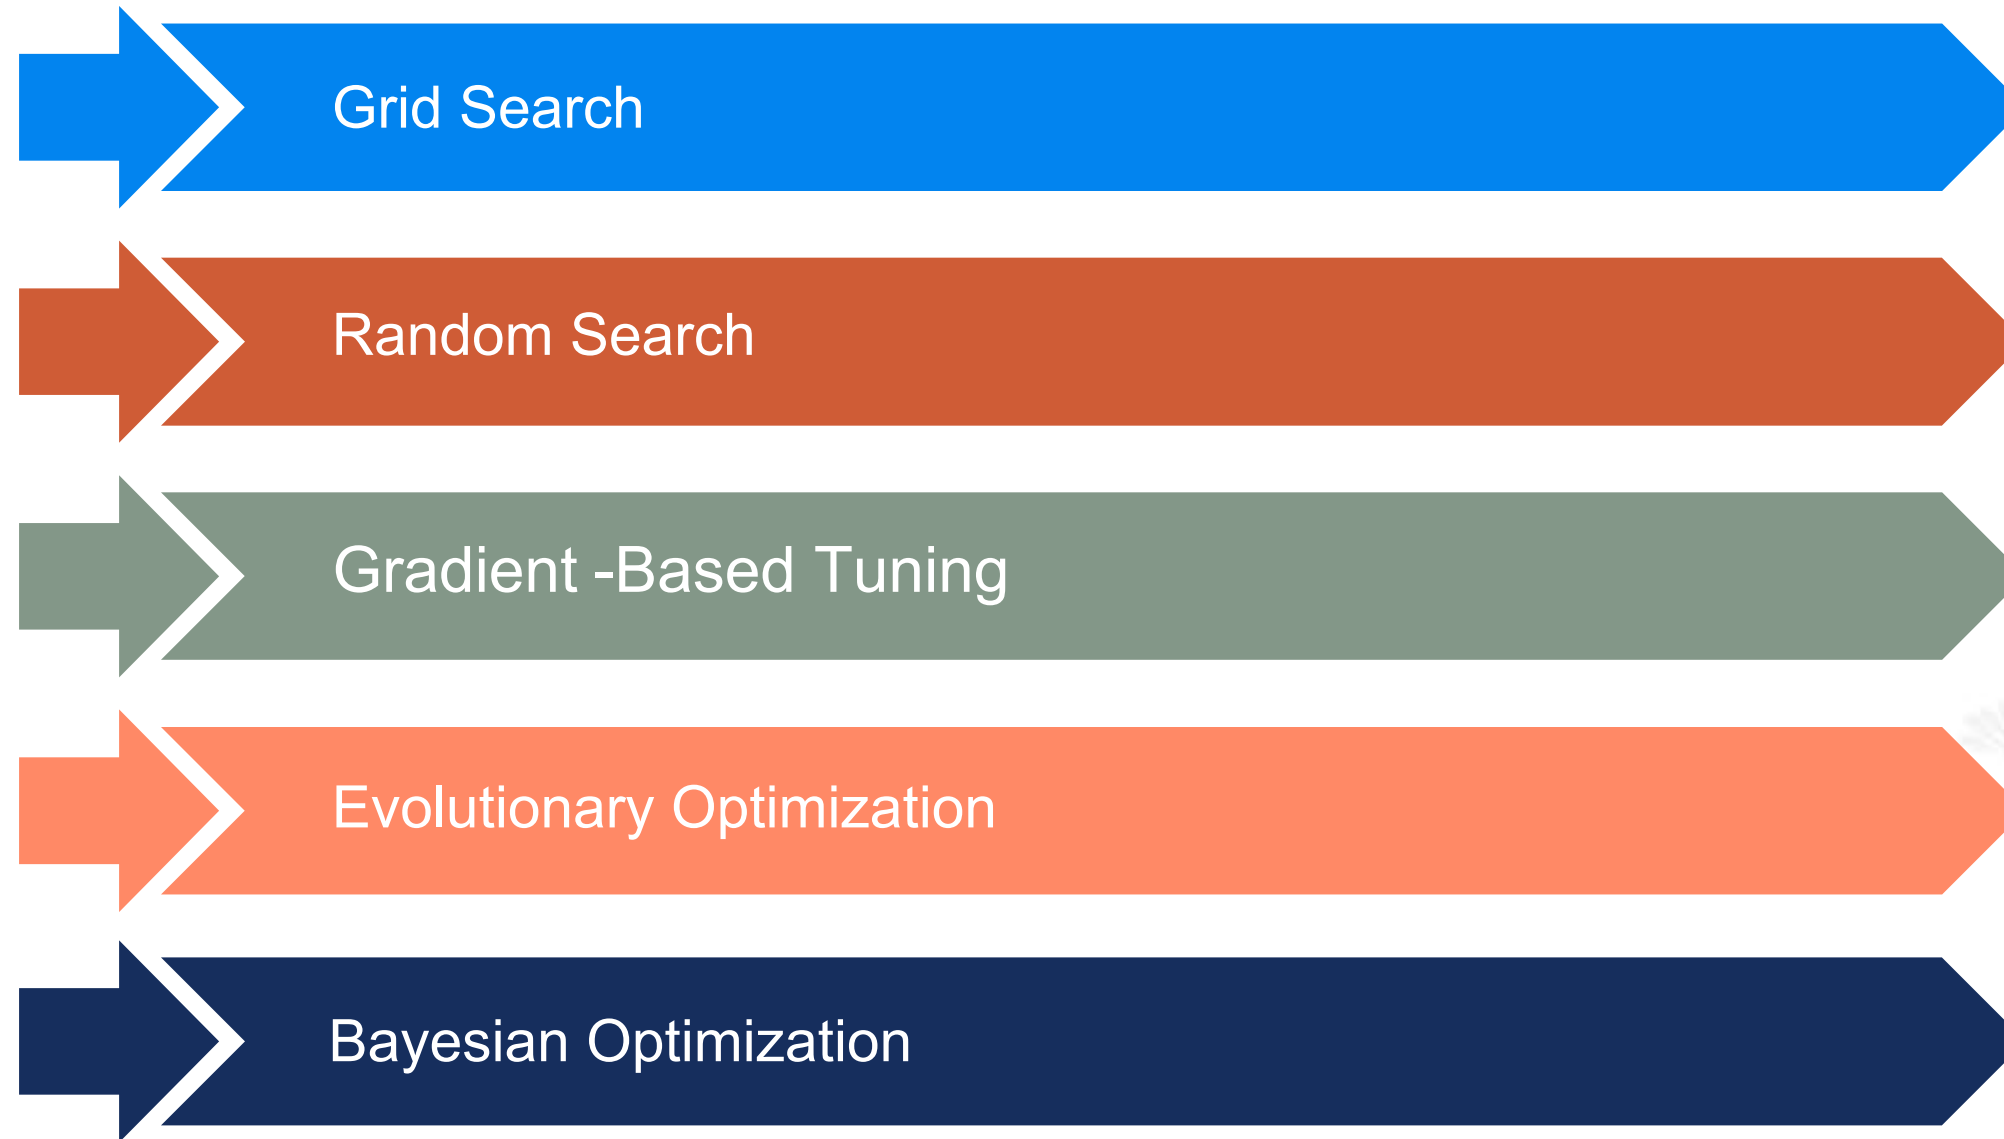 Grid Search
Random Search
Gradient -Based Tuning
Evolutionary Optimization
Bayesian Optimization